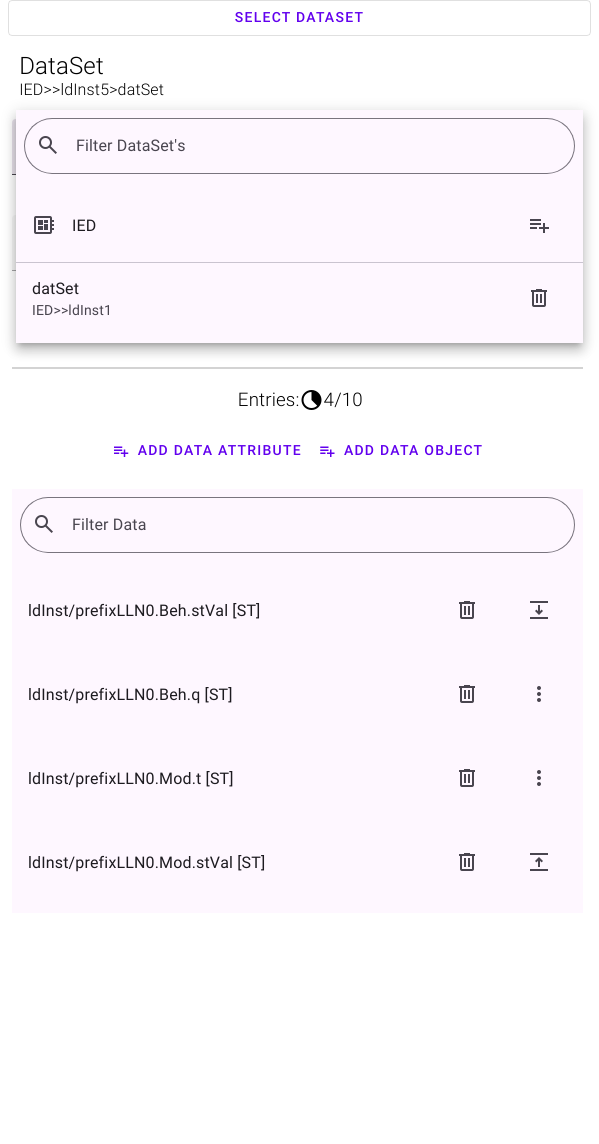 SELECT DATASET
DataSet
IED>>ldInst5>datSet
Filter DataSet's
IED
datSet
IED>>ldInst1
Entries: 4/10
ADD DATA ATTRIBUTE ADD DATA OBJECT
Filter Data
ldInst/prefixLLN0.Beh.stVal [ST]
ldInst/prefixLLN0.Beh.q [ST]
ldInst/prefixLLN0.Mod.t [ST]
ldInst/prefixLLN0.Mod.stVal [ST]